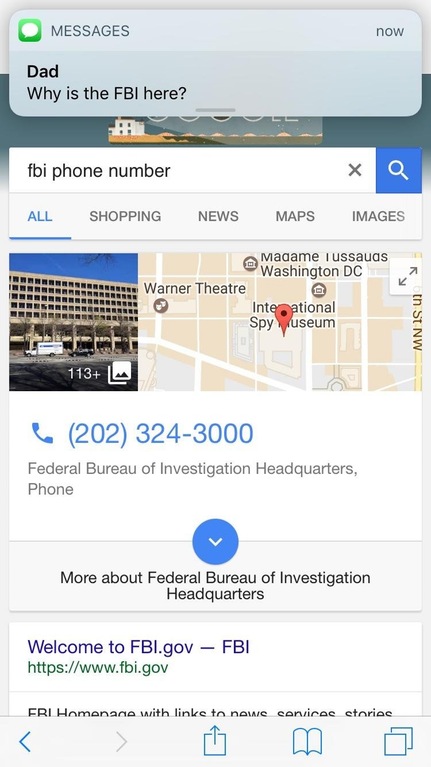 MESSAGES
now
Dad
Why is the FBI here?
fbi phone number
ALL SHOPPING NEWS MAPS IMAGES
Madame Tussauds
Washington DC
Warner Theatre
International
Spy Museum
th St NW
113+
(202) 324-3000
Federal Bureau of Investigation Headquarters,
Phone
More about Federal Bureau of Investigation
Headquarters
Welcome to FBI.gov — FBI
https://www.fbi.gov
FBI Homepage with links to news, services, stories,